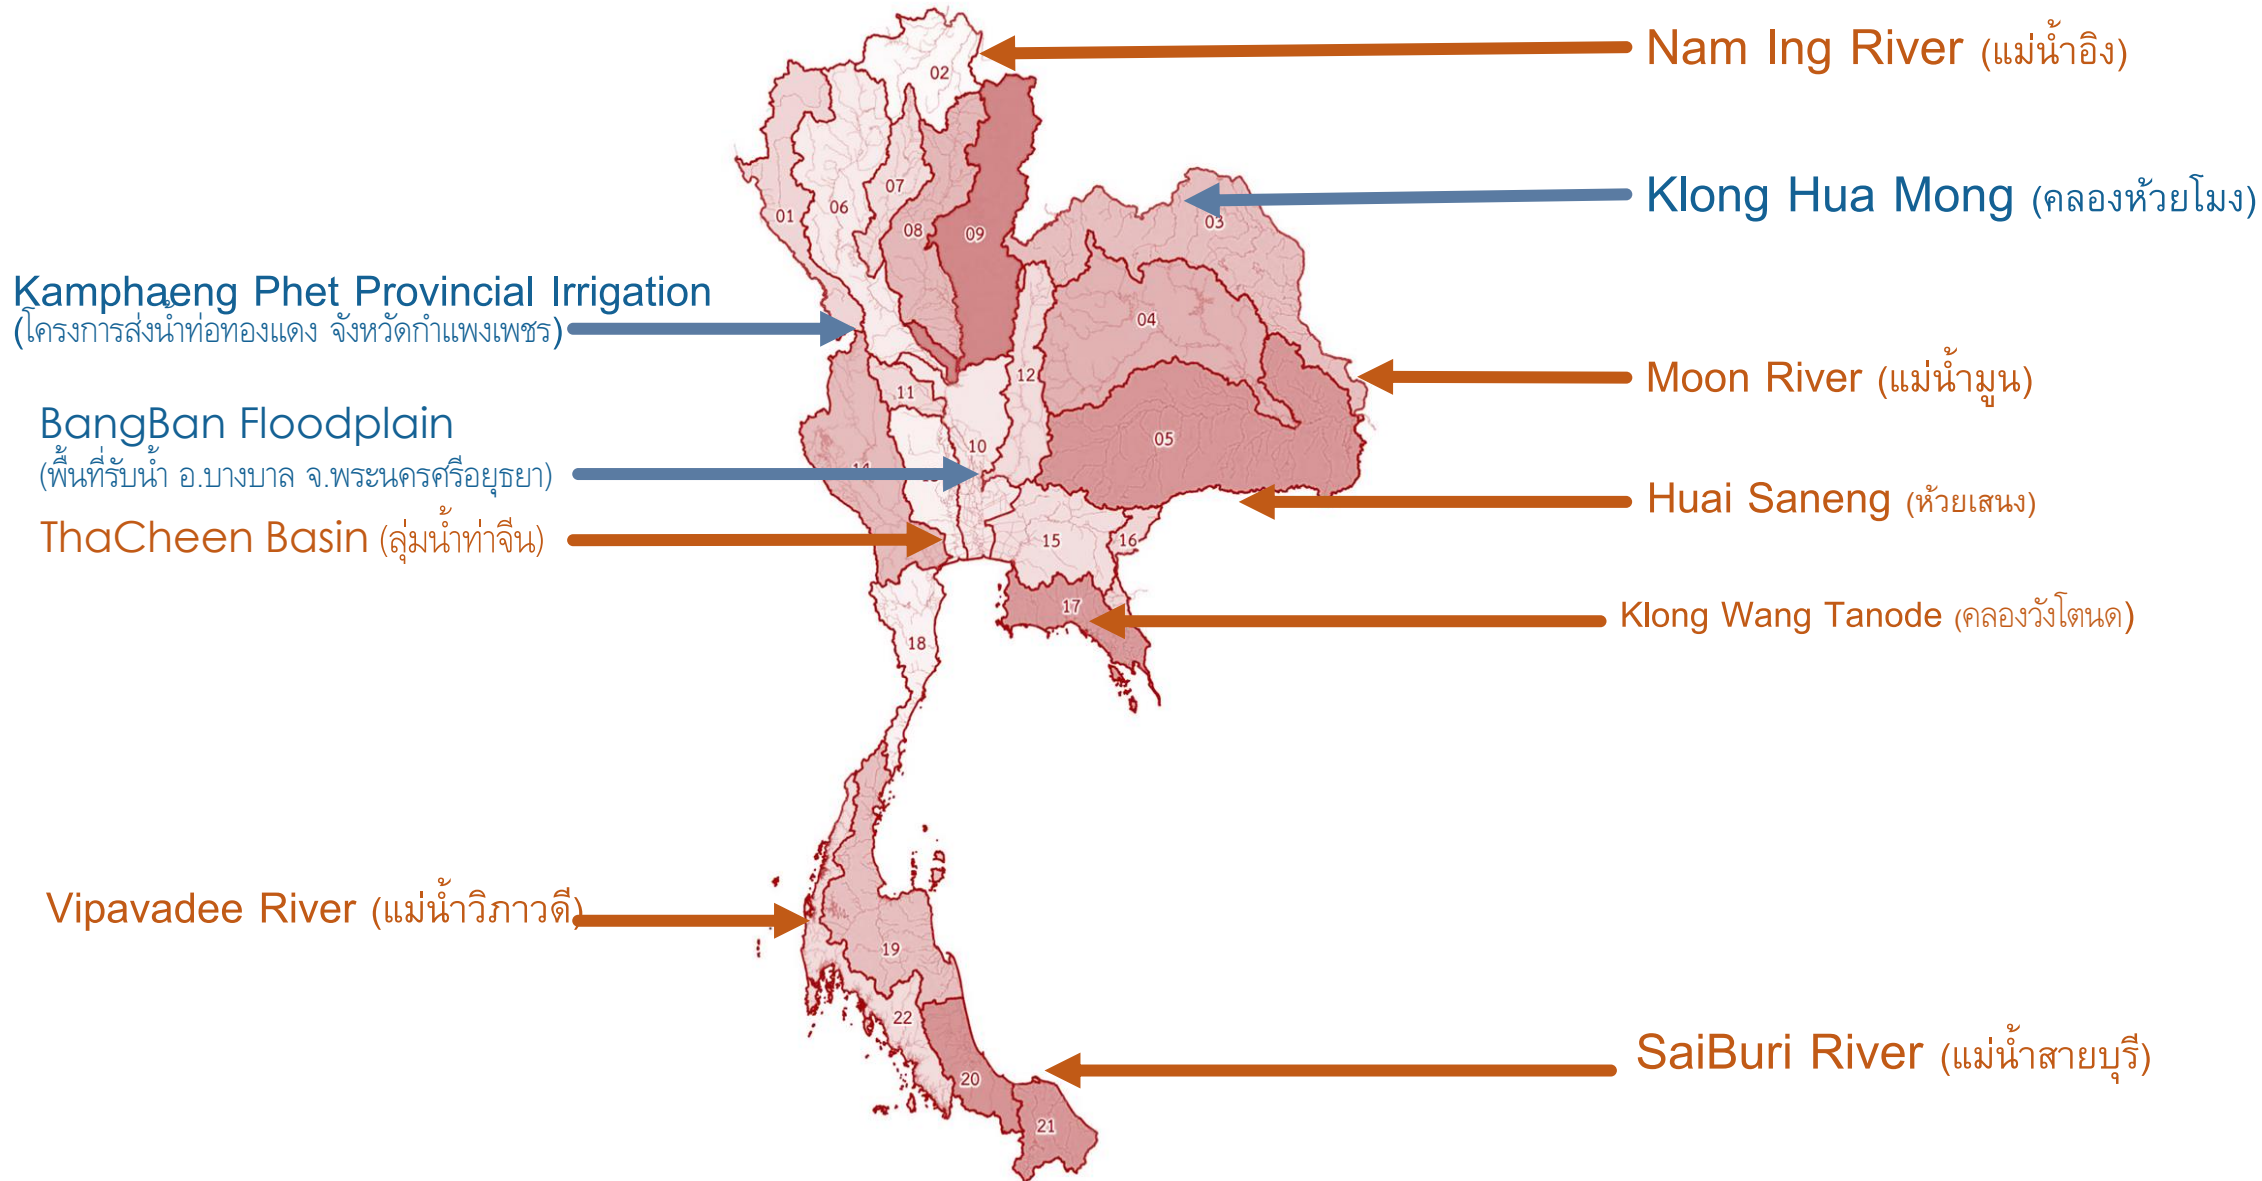 Nam Ing River (แม่น้ำอิง)
02
Klong Hua Mong (คลองห้วยโมง)
07
01
06
03
08
09
Kamphaeng Phet Provincial Irrigation
(โครงการส่งน้ำท่อทองแดง จังหวัดกำแพงเพชร)
04
12
Moon River (แม่น้ำมูน)
11
BangBan Floodplain
(พื้นที่รับน้ำ อ.บางบาล จ.พระนครศรีอยุธยา)
10
05
Huai Saneng (ห้วยเสนง)
ThaCheen Basin (ลุ่มน้ำท่าจีน)
15
16
17
Klong Wang Tanode (คลองวังโตนด)
18
Vipavadee River (แม่น้ำวิภาวดี)
19
22
SaiBuri River (แม่น้ำสายบุรี)
20
21